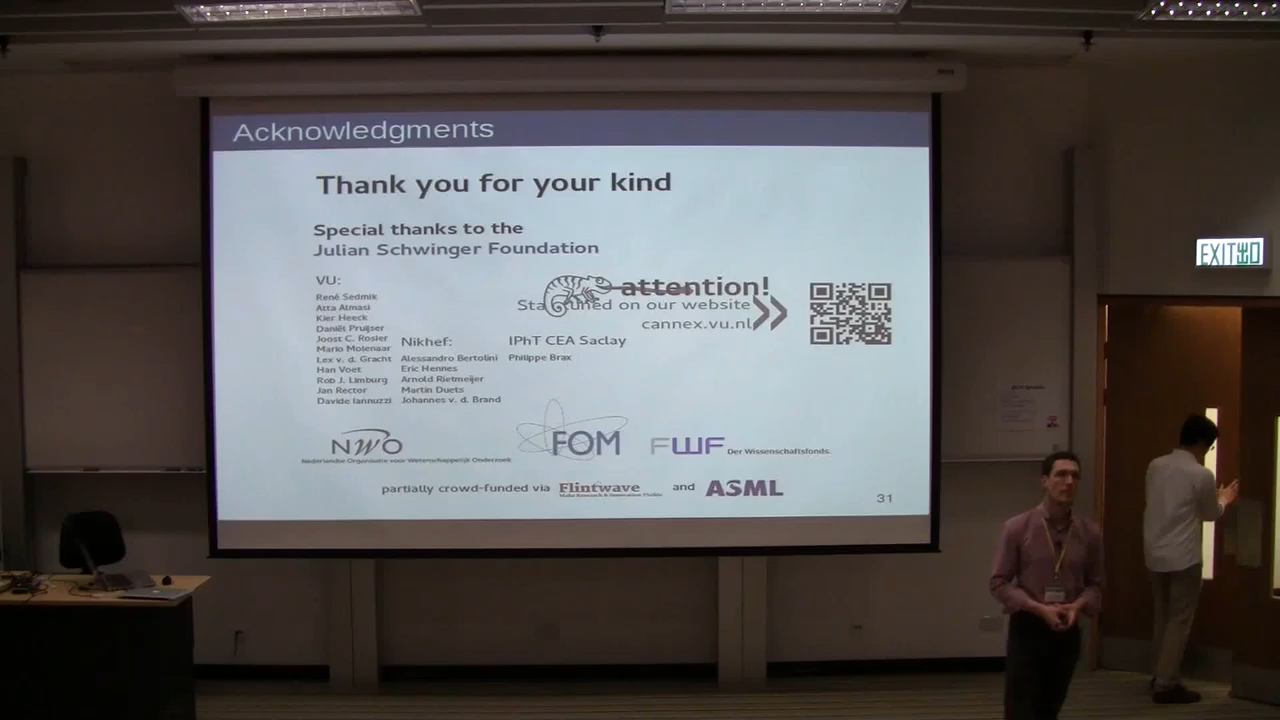 Acknowledgments
Thank you for your kind
attention!
Special thanks to the
Julian Schwinger Foundation
Stay tuned on our website
cannex.vu.nl
VU:
René Sedmik
Atta Almasi
Kier Heeck
Daniël Pruijser
Joost C. Rosier
Mario Molenaar
Lex v. d. Gracht
Han Voet
Rob J. Limburg
Jan Rector
Davide Iannuzzi
Nikhef:
Alessandro Bertolini
Eric Hennes
Arnold Rietmeijer
Martin Duets
Johannes v. d. Brand
IPhT CEA Saclay
Philippe Brax
NWO
Nederlandse Organisatie voor Wetenschappelijk Onderzoek
FOM
FWF Der Wissenschaftsfonds.
partially crowd-funded via Flintwave and ASML
31
EXIT 出口